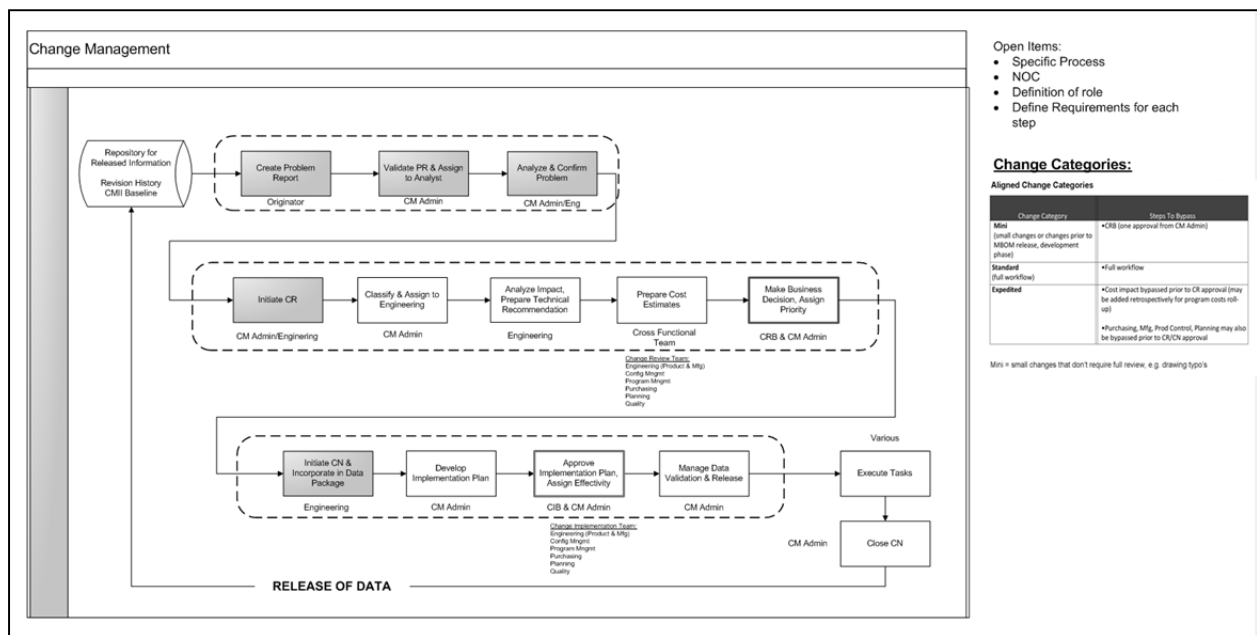 Change Management
Open Items:
• Specific Process
• NOC
• Definition of role
• Define Requirements for each
step
Repository for
Released Information
Revision History
CMII Baseline
Create Problem
Report
Originator
Validate PR & Assign
to Analyst
CM Admin
Analyze & Confirm
Problem
CM Admin/Eng
Initiate CR
CM Admin/Enginering
Classify & Assign to
Engineering
CM Admin
Analyze Impact,
Prepare Technical
Recommendation
Engineering
Prepare Cost
Estimates
Cross Functional
Team
Change Review Team:
Engineering (Product & Mfg)
Config Mngmt
Program Mngmt
Purchasing
Planning
Quality
Make Business
Decision, Assign
Priority
CRB & CM Admin
Initiate CN &
Incorporate in Data
Package
Engineering
Develop
Implementation Plan
CM Admin
Approve
Implementation Plan,
Assign Effectivity
CIB & CM Admin
Change Implementation Team:
Engineering (Product & Mfg)
Config Mngmt
Program Mngmt
Purchasing
Planning
Quality
Manage Data
Validation & Release
CM Admin
Various
Execute Tasks
CM Admin
Close CN
RELEASE OF DATA
Change Categories:
Aligned Change Categories
Change Category
Steps To Bypass
Mini
(small changes or changes prior to
MBOM release, development
phase)
•CRB (one approval from CM Admin)
Standard
(full workflow)
•Full workflow
Expedited
•Cost impact bypassed prior to CR approval (may
be added retrospectively for program costs roll-
up)
•Purchasing, Mfg, Prod Control, Planning may also
be bypassed prior to CR/CN approval
Mini = small changes that don't require full review, e.g. drawing typo's